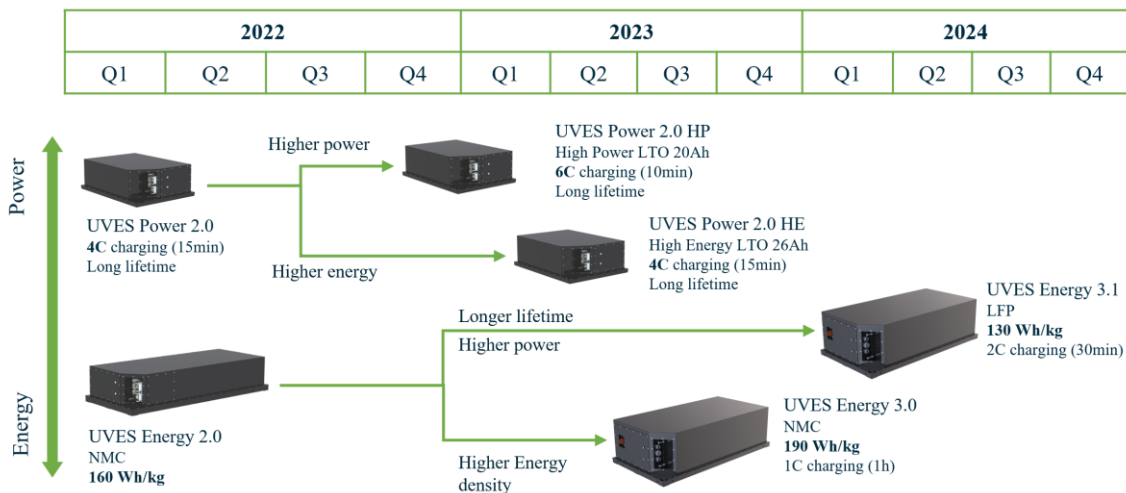 2022 2023 2024
Q1 Q2 Q3 Q4 Q1 Q2 Q3 Q4 Q1 Q2 Q3 Q4
Power
Energy
UVES Power 2.0
4C charging (15min)
Long lifetime
Higher power
Higher energy
UVES Power 2.0 HP
High Power LTO 20Ah
6C charging (10min)
Long lifetime
UVES Power 2.0 HE
High Energy LTO 26Ah
4C charging (15min)
Long lifetime
UVES Energy 2.0
NMC
160 Wh/kg
Longer lifetime
Higher power
Higher Energy
density
UVES Energy 3.1
LFP
130 Wh/kg
2C charging (30min)
UVES Energy 3.0
NMC
190 Wh/kg
1C charging (1h)